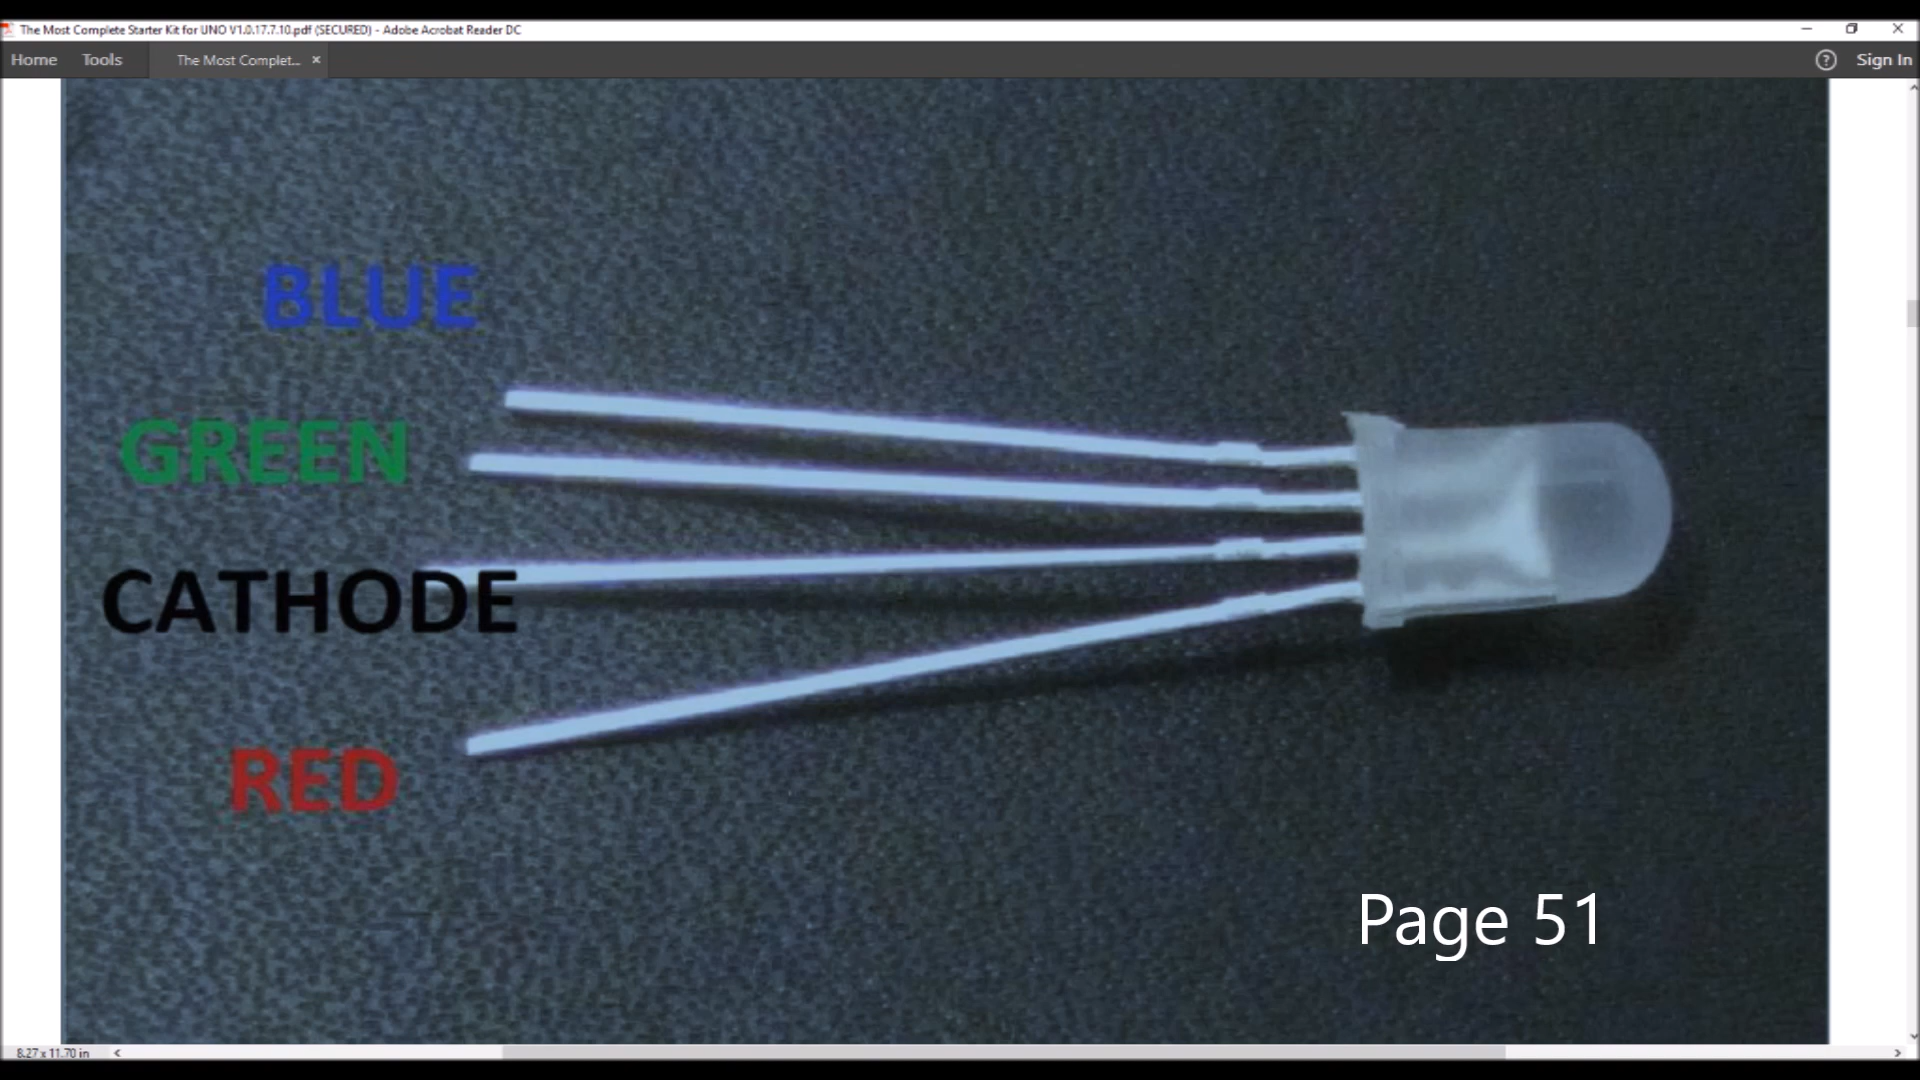 The Most Complete Starter Kit for UNO V1.0.17.7.10.pdf (SECURED) - Adobe Acrobat Reader DC
Home Tools The Most Complet... × ? Sign In
BLUE
GREEN
CATHODE
RED
Page 51
8.27 x 11.70 in